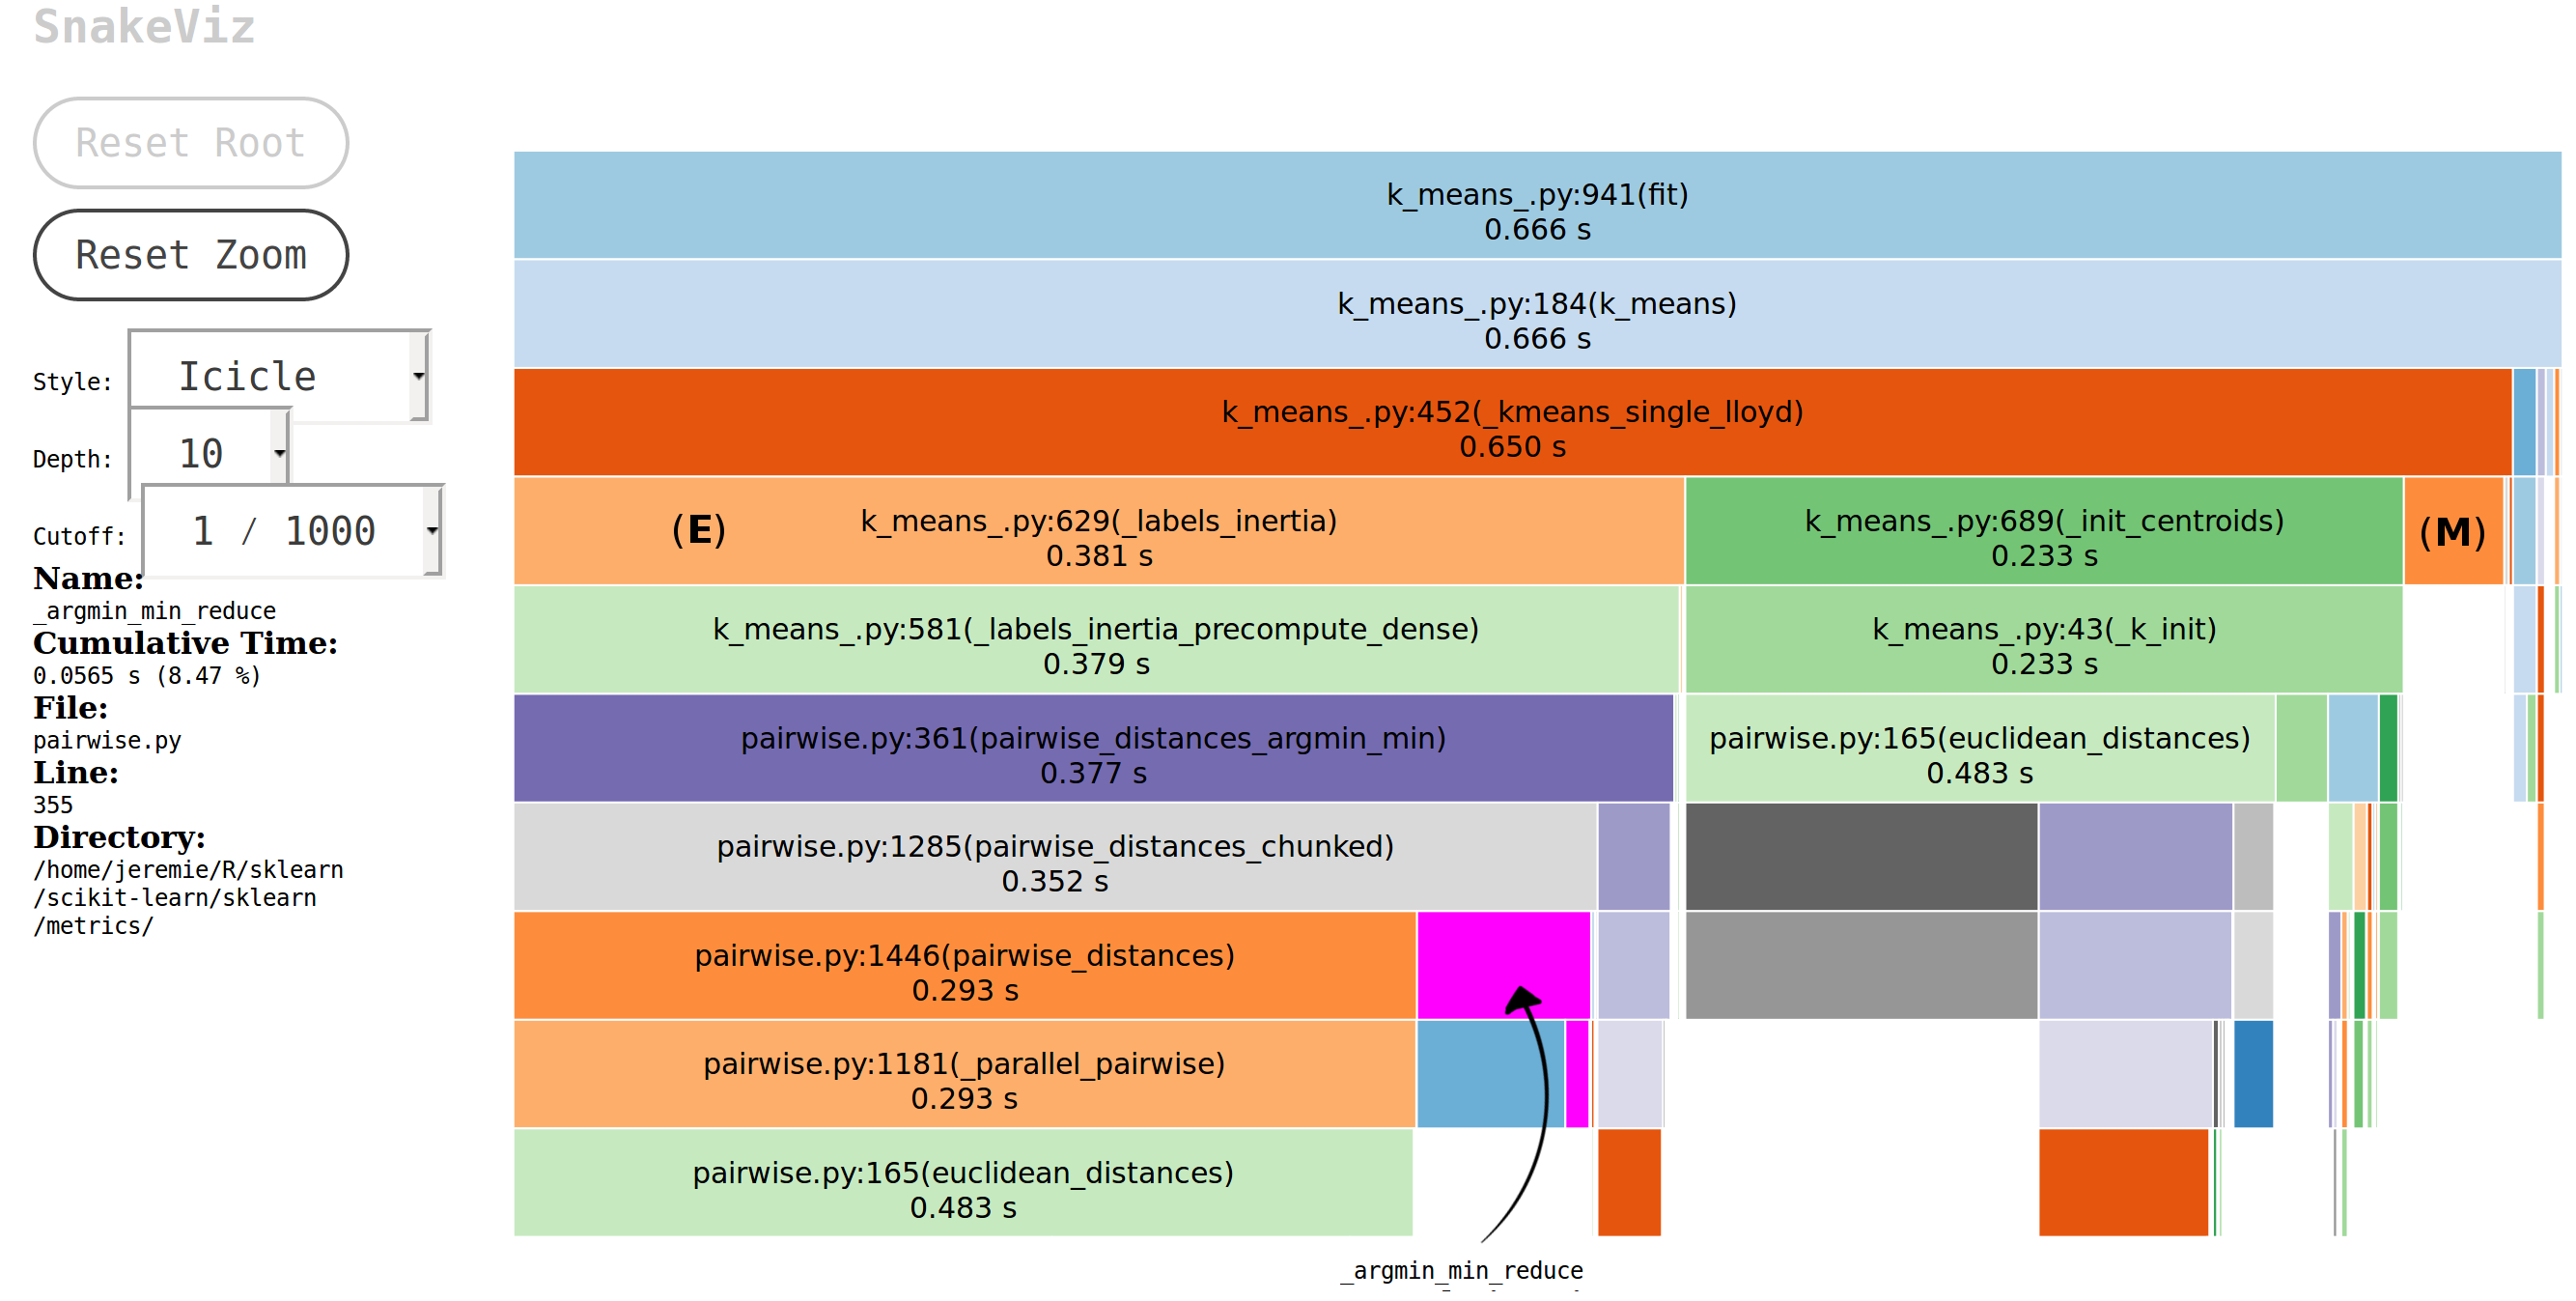 SnakeViz
Reset Root
Reset Zoom
Style: Icicle
Depth: 10
Cutoff: 1 / 1000
Name:
_argmin_min_reduce
Cumulative Time:
0.0565 s (8.47 %)
File:
pairwise.py
Line:
355
Directory:
/home/jeremie/R/sklearn
/scikit-learn/sklearn
/metrics/
k_means_.py:941(fit)
0.666 s
k_means_.py:184(k_means)
0.666 s
k_means_.py:452(_kmeans_single_lloyd)
0.650 s
(E)
k_means_.py:629(_labels_inertia)
0.381 s
k_means_.py:689(_init_centroids)
0.233 s
(M)
k_means_.py:581(_labels_inertia_precompute_dense)
0.379 s
k_means_.py:43(_k_init)
0.233 s
pairwise.py:361(pairwise_distances_argmin_min)
0.377 s
pairwise.py:165(euclidean_distances)
0.483 s
pairwise.py:1285(pairwise_distances_chunked)
0.352 s
pairwise.py:1446(pairwise_distances)
0.293 s
pairwise.py:1181(_parallel_pairwise)
0.293 s
pairwise.py:165(euclidean_distances)
0.483 s
_argmin_min_reduce